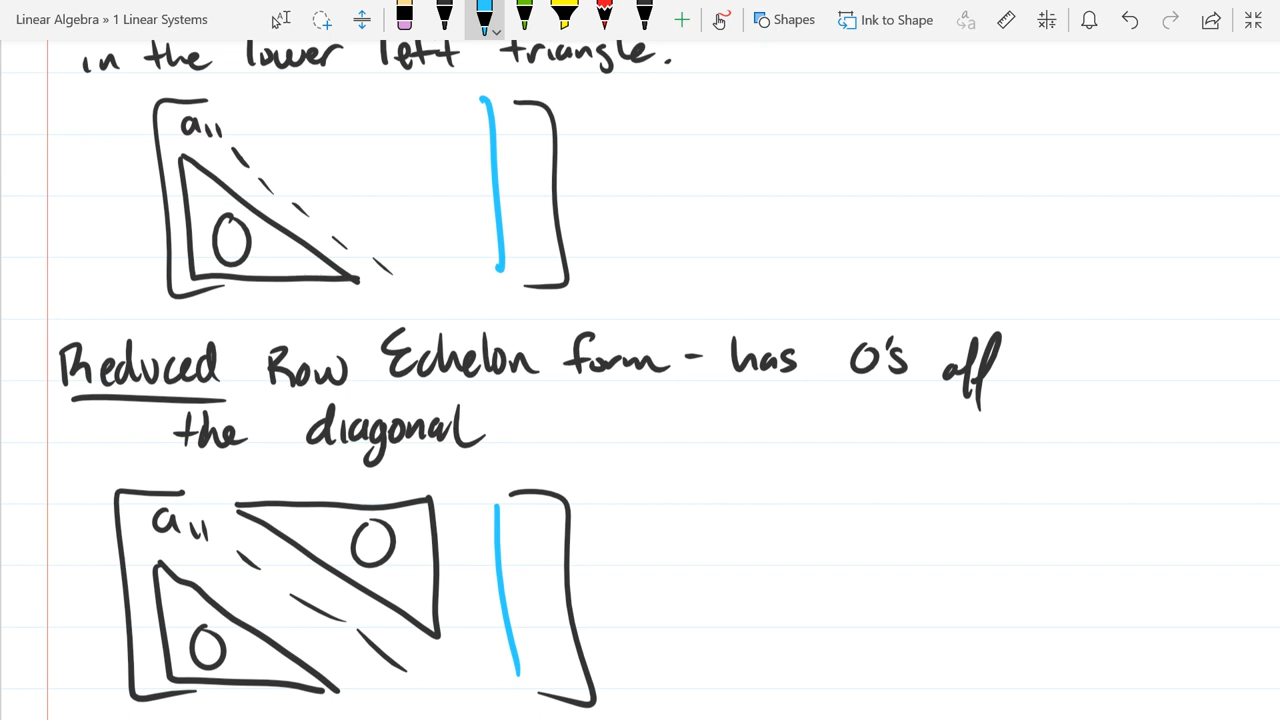 Linear Algebra » 1 Linear Systems
Shapes
Ink to Shape
in the lower left triangle.
a11
0
Reduced Row Echelon form - has 0's off
the diagonal
a11
0
0